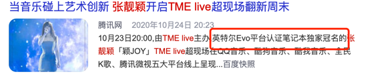 当音乐碰上艺术创新 张靓颖开启TME live超现场翻新周末
腾讯网 2020年10月24日 20:23
10月23日20:00,由TME live主办,英特尔Evo平台认证笔记本独家冠名的张
靓颖「颖JOY」TME live超现场在QQ音乐、酷狗音乐、酷我音乐、全民
K歌、腾讯微视五大平台线上呈现...百度快照